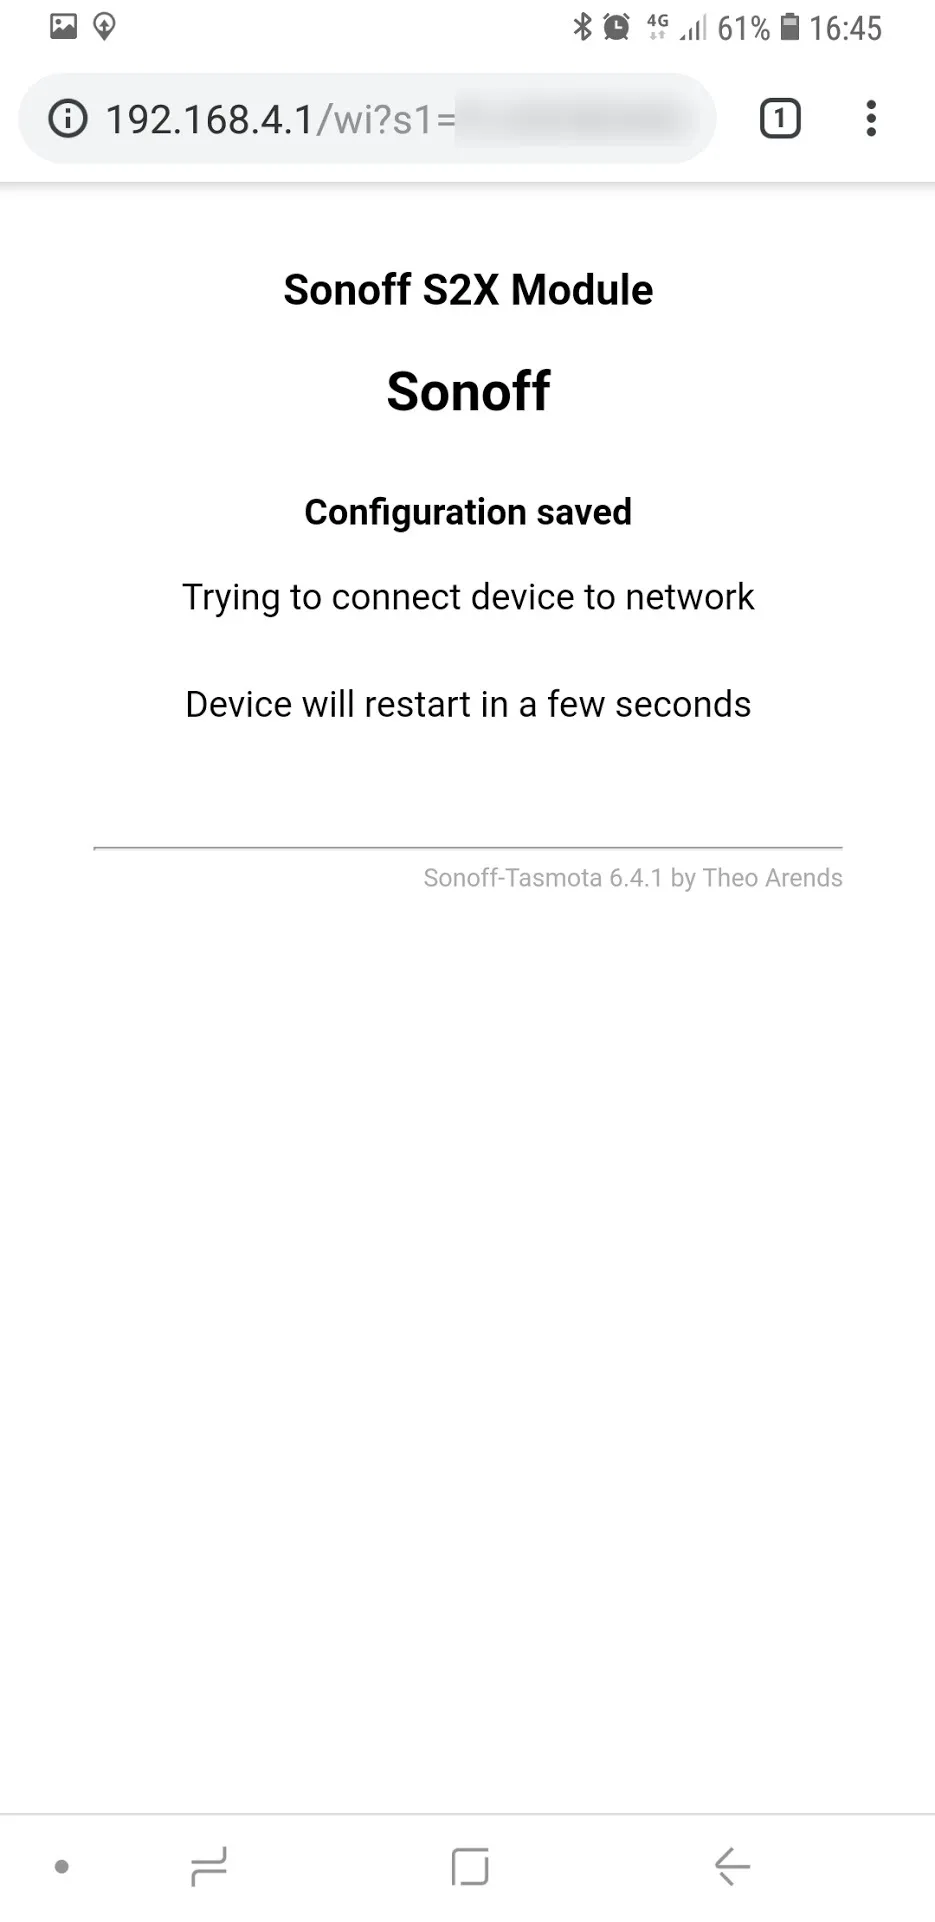 4G 61% 16:45
192.168.4.1/wi?s1= 1
Sonoff S2X Module
Sonoff
Configuration saved
Trying to connect device to network
Device will restart in a few seconds
Sonoff-Tasmota 6.4.1 by Theo Arends